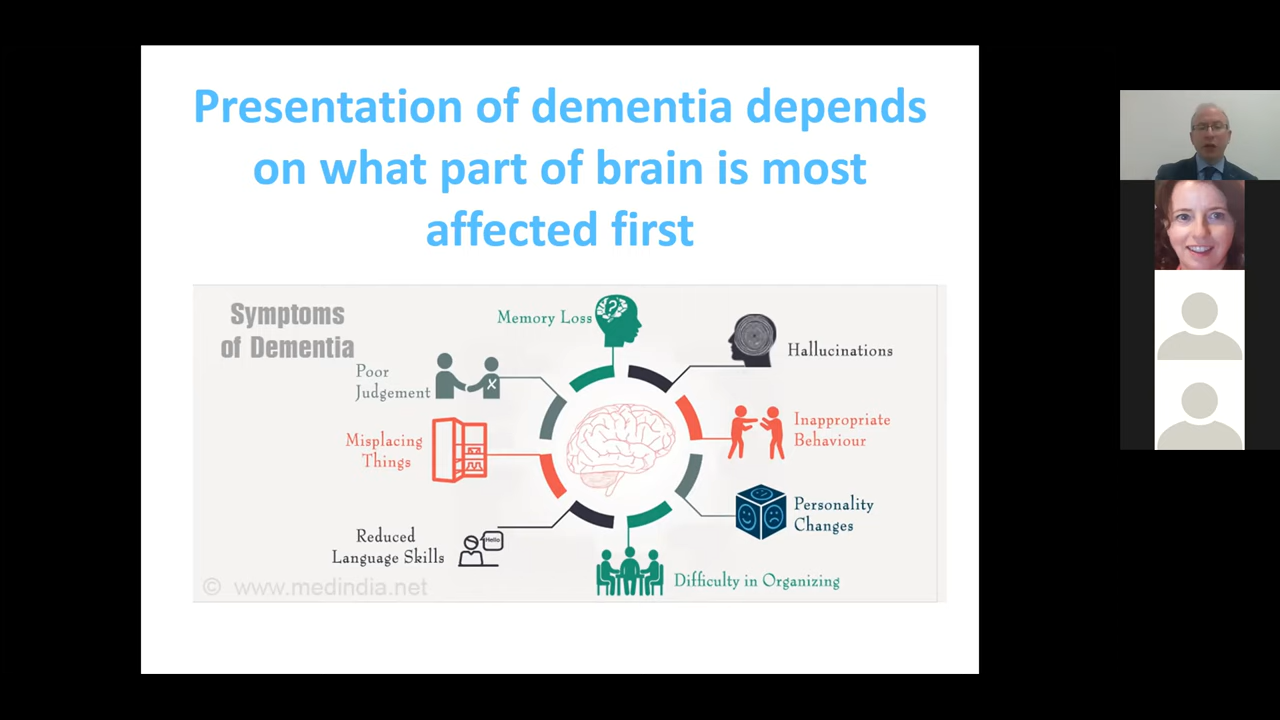 Presentation of dementia depends
on what part of brain is most
affected first
Symptoms
of Dementia
Memory Loss
Hallucinations
Poor
Judgement
Inappropriate
Behaviour
Misplacing
Things
Personality
Changes
Reduced
Language Skills
Hello
Difficulty in Organizing
© www.medindia.net